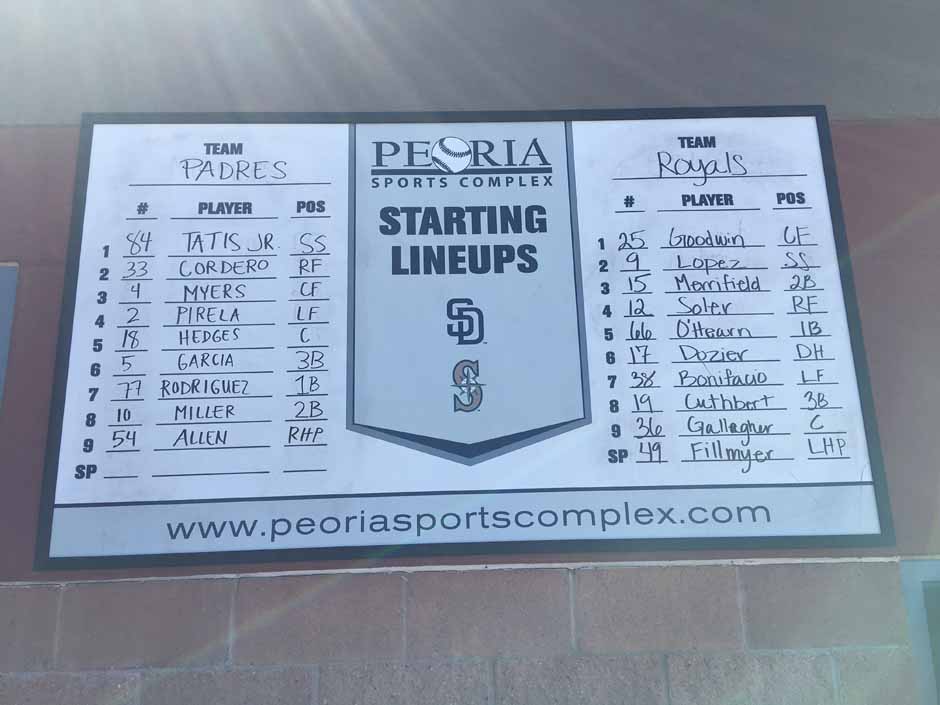 TEAM
PADRES
# PLAYER POS
1 84 TATIS JR. SS
2 33 CORDERO RF
3 4 MYERS CF
4 2 PIRELA LF
5 18 HEDGES C
6 5 GARCIA 3B
7 77 RODRIGUEZ 1B
8 10 MILLER 2B
9 54 ALLEN RHP
SP
PEORIA
SPORTS COMPLEX
STARTING
LINEUPS
SD
S
TEAM
Royals
# PLAYER POS
1 25 Goodwin CF
2 9 Lopez SS
3 15 Merrifield 2B
4 12 Soler RF
5 66 O'Hearn 1B
6 17 Dozier DH
7 38 Bonifacio LF
8 19 Cuthbert 3B
9 36 Gallagher C
SP 49 Fillmyer LHP
www.peoriasportscomplex.com